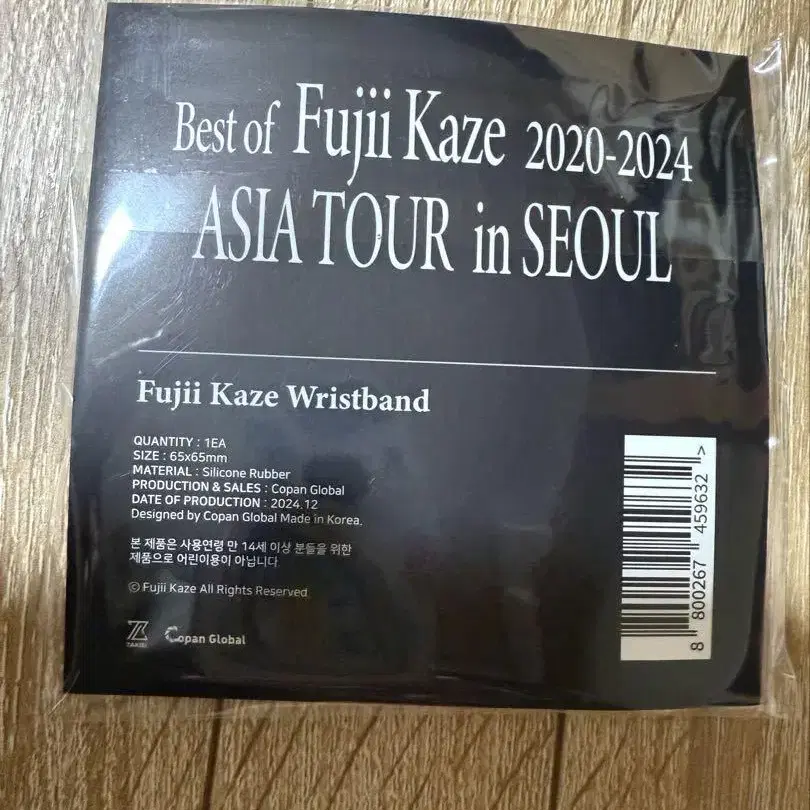 Best of Fujii Kaze 2020-2024
ASIA TOUR in SEOUL
Fujii Kaze Wristband
QUANTITY : 1EA
SIZE : 65x65mm
MATERIAL : Silicone Rubber
PRODUCTION & SALES : Copan Global
DATE OF PRODUCTION : 2024.12
Designed by Copan Global Made in Korea.
본 제품은 사용연령 만 14세 이상 분들을 위한
제품으로 어린이용이 아닙니다.
© Fujii Kaze All Rights Reserved.
Copan Global
8 800267 459632 >